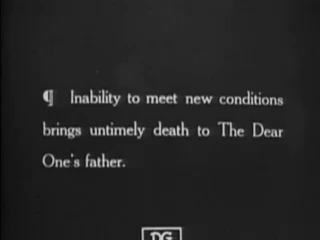 ¶ Inability to meet new conditions
brings untimely death to The Dear
One's father.
DG